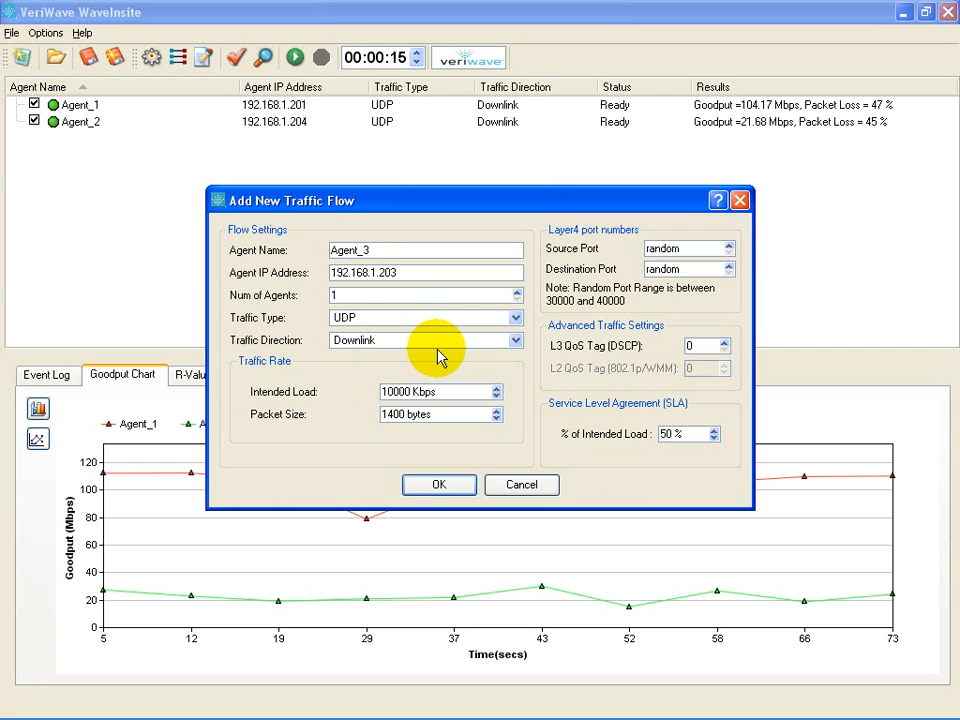 VeriWave WaveInsite
File Options Help
00:00:15
veriwave
Agent Name Agent IP Address Traffic Type Traffic Direction Status Results
Agent_1 192.168.1.201 UDP Downlink Ready Goodput =104.17 Mbps, Packet Loss = 47 %
Agent_2 192.168.1.204 UDP Downlink Ready Goodput =21.68 Mbps, Packet Loss = 45 %
Add New Traffic Flow
Flow Settings
Agent Name: Agent_3
Agent IP Address: 192.168.1.203
Num of Agents: 1
Traffic Type: UDP
Traffic Direction: Downlink
Traffic Rate
Intended Load: 10000 Kbps
Packet Size: 1400 bytes
Layer4 port numbers
Source Port random
Destination Port random
Note: Random Port Range is between
30000 and 40000
Advanced Traffic Settings
L3 QoS Tag (DSCP): 0
L2 QoS Tag (802.1p/WMM): 0
Service Level Agreement (SLA)
% of Intended Load : 50 %
OK Cancel
Event Log Goodput Chart R-Valu
Agent_1 A
Goodput (Mbps)
120
100
80
60
40
20
0
5 12 19 29 37 43 52 58 66 73
Time(secs)